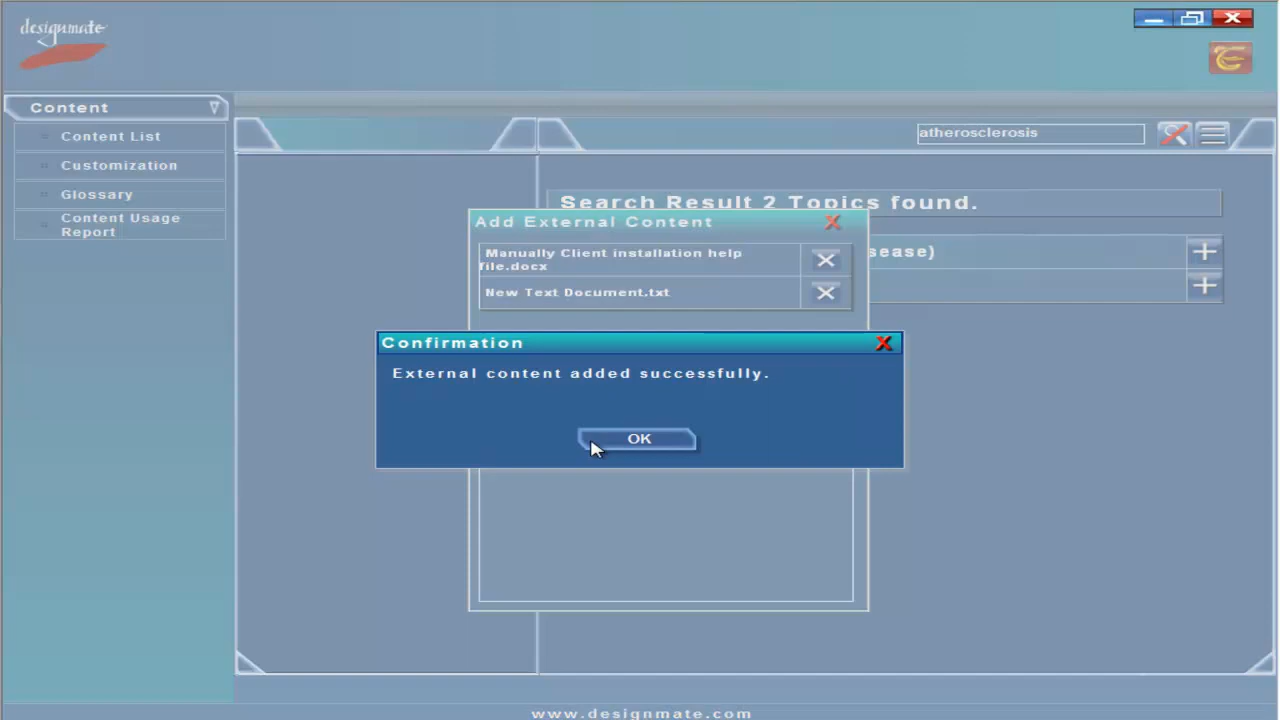 designmate
Content
Content List
Customization
Glossary
Content Usage
Report
atherosclerosis
Search Result 2 Topics found.
sease)
Add External Content
Manually Client installation help
file.docx
New Text Document.txt
Confirmation
External content added successfully.
OK
www.designmate.com